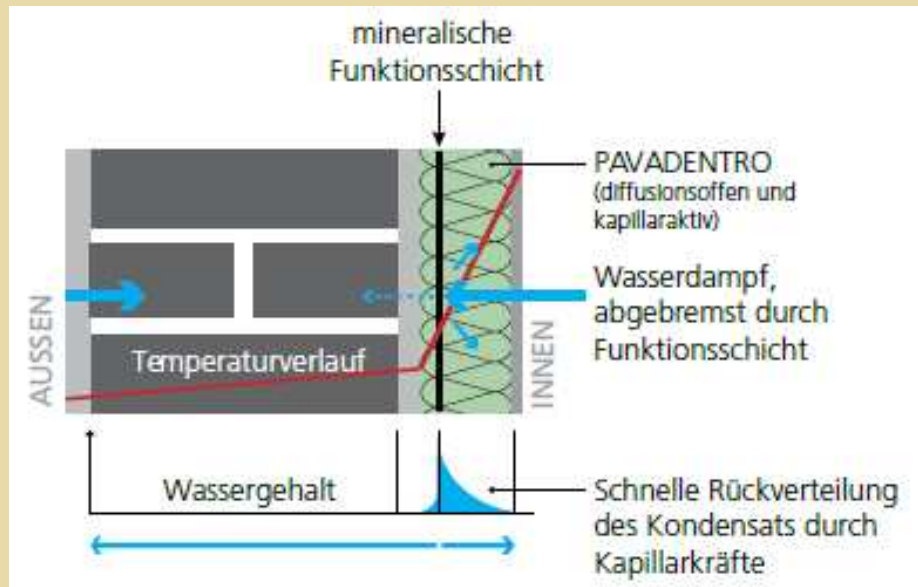 mineralische
Funktionsschicht
PAVADENTRO
(diffusionsoffen und
kapillaraktiv)
Wasserdampf,
abgebremst durch
Funktionsschicht
AUSSEN
Temperaturverlauf
INNEN
Wassergehalt
Schnelle Rückverteilung
des Kondensats durch
Kapillarkräfte